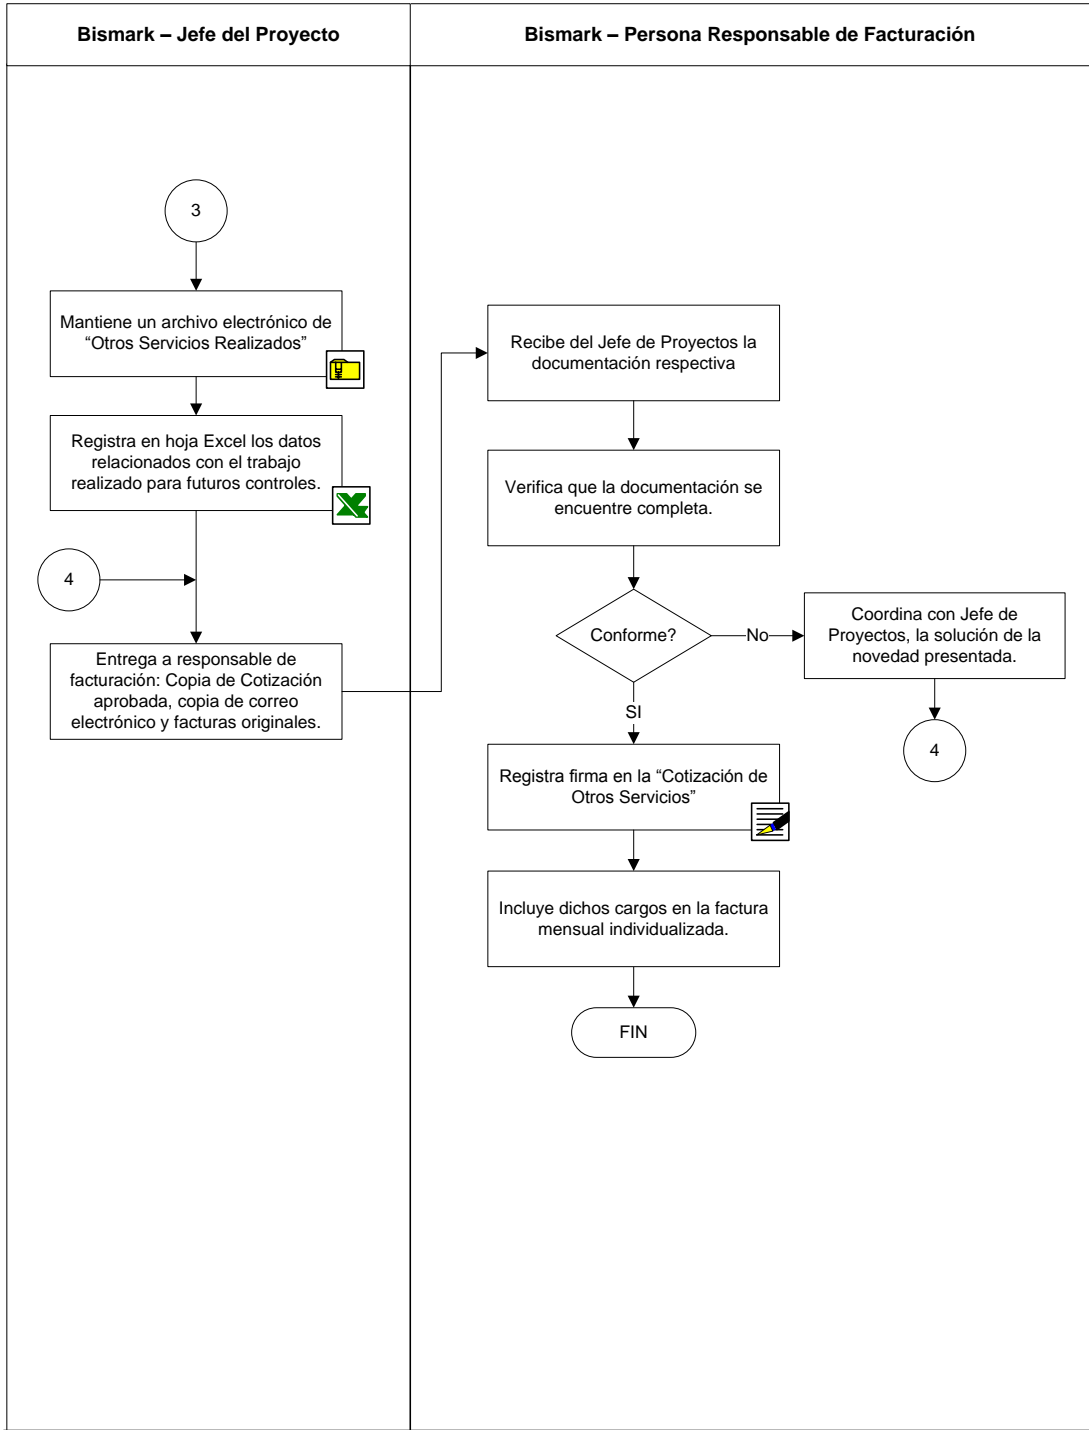 Bismark – Jefe del Proyecto
Bismark – Persona Responsable de Facturación
3
Mantiene un archivo electrónico de
“Otros Servicios Realizados”
Registra en hoja Excel los datos
relacionados con el trabajo
realizado para futuros controles.
4
Entrega a responsable de
facturación: Copia de Cotización
aprobada, copia de correo
electrónico y facturas originales.
Recibe del Jefe de Proyectos la
documentación respectiva
Verifica que la documentación se
encuentre completa.
Conforme?
No
Coordina con Jefe de
Proyectos, la solución de la
novedad presentada.
4
SI
Registra firma en la “Cotización de
Otros Servicios”
Incluye dichos cargos en la factura
mensual individualizada.
FIN